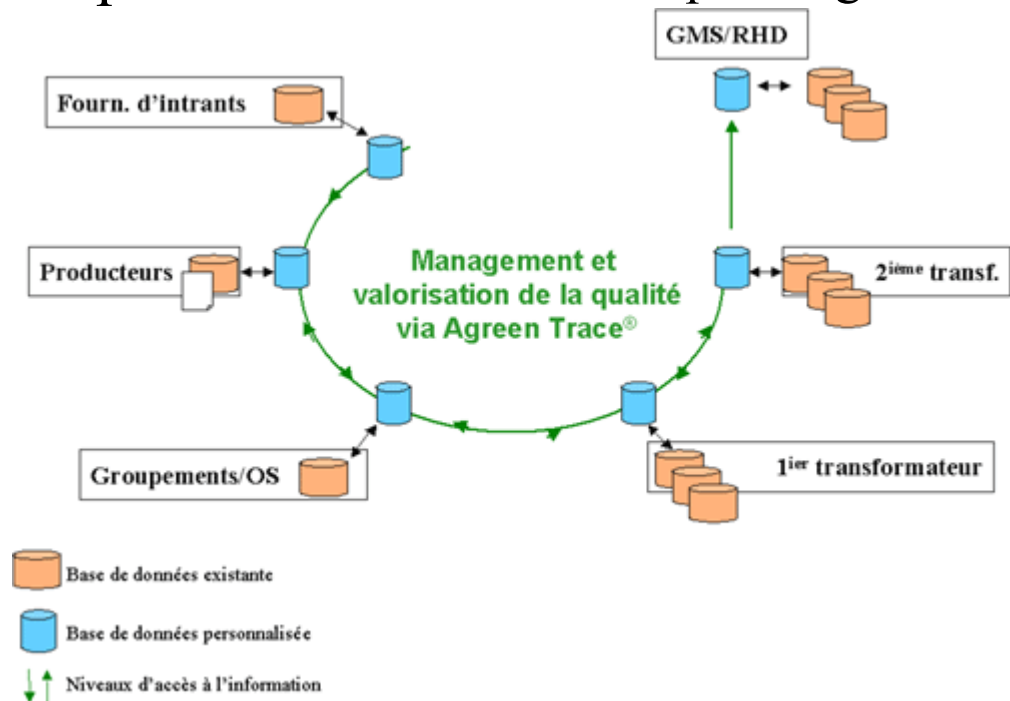 GMS/RHD
Fourn. d'intrants
Producteurs
2ième transf.
Management et
valorisation de la qualité
via Agreen Trace®
Groupements/OS
1ier transformateur
Base de données existante
Base de données personnalisée
Niveaux d'accès à l'information